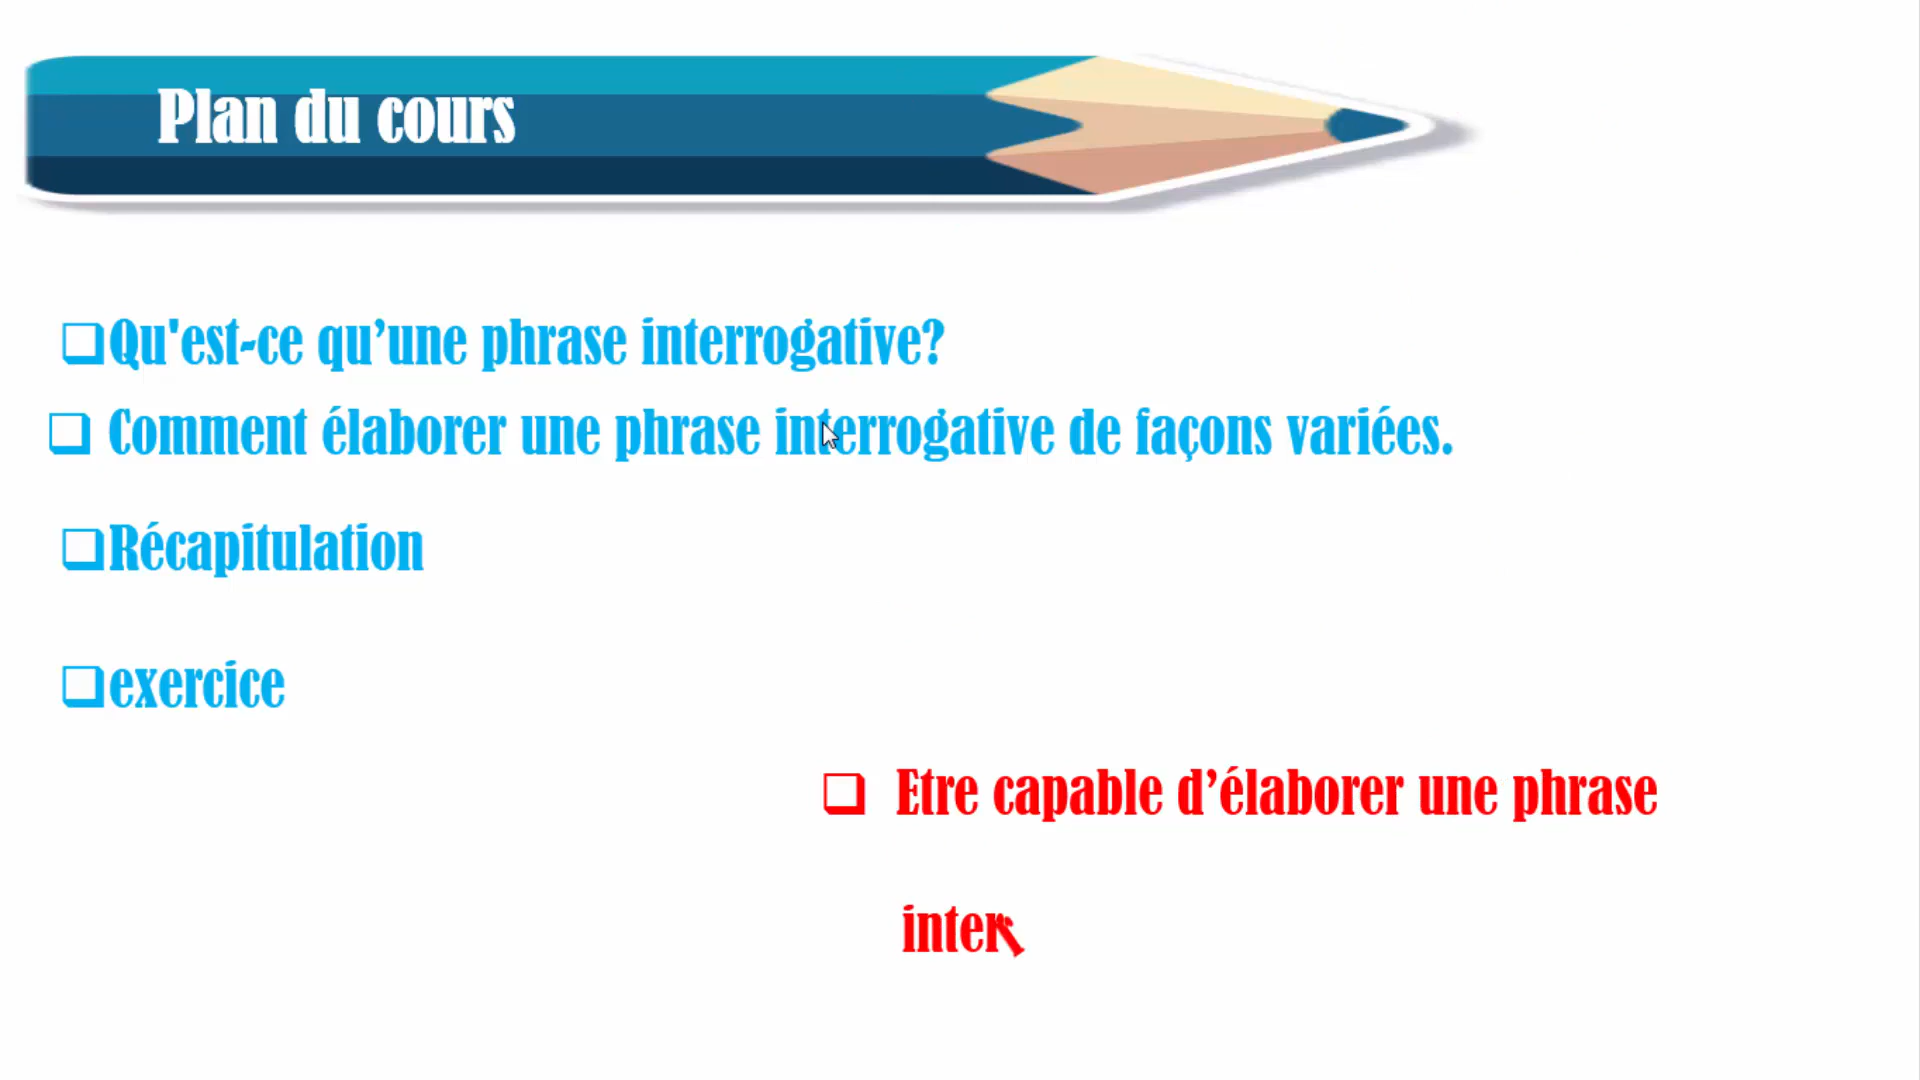 Plan du cours
Qu'est-ce qu’une phrase interrogative?
Comment élaborer une phrase interrogative de façons variées.
Récapitulation
exercice
Etre capable d’élaborer une phrase
inter